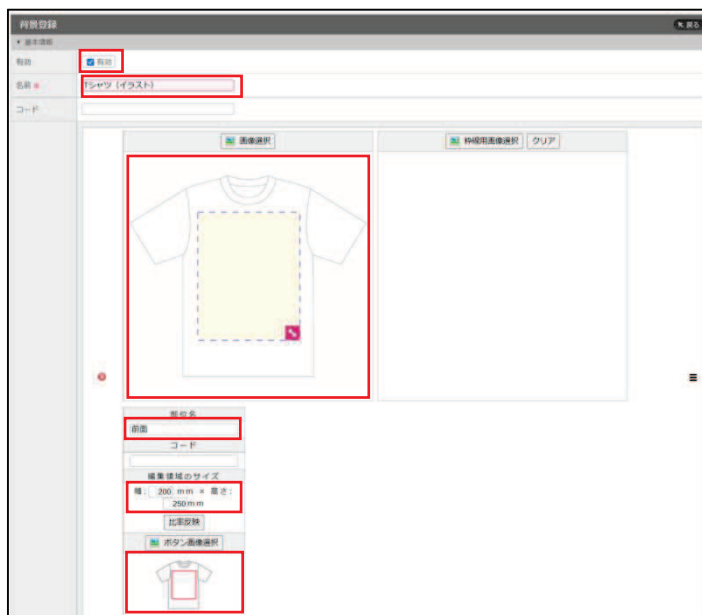 背景登録
戻る
▼ 基本情報
有効
有効
名前 ※
Tシャツ（イラスト）
コード
画像選択
枠線用画像選択 クリア
部位名
前面
コード
編集領域のサイズ
幅: 200 mm × 高さ:
250 mm
比率反映
ボタン画像選択